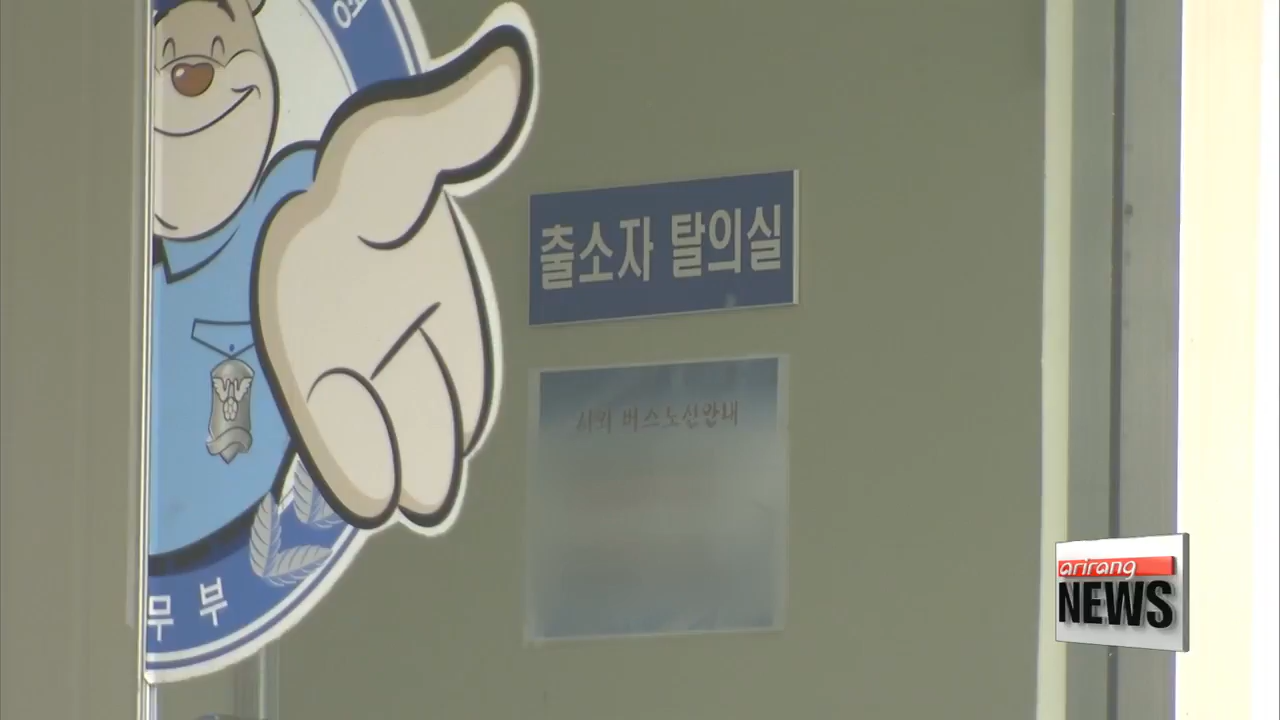 출소자 탈의실
시외 버스노선안내
무부
arirang
NEWS